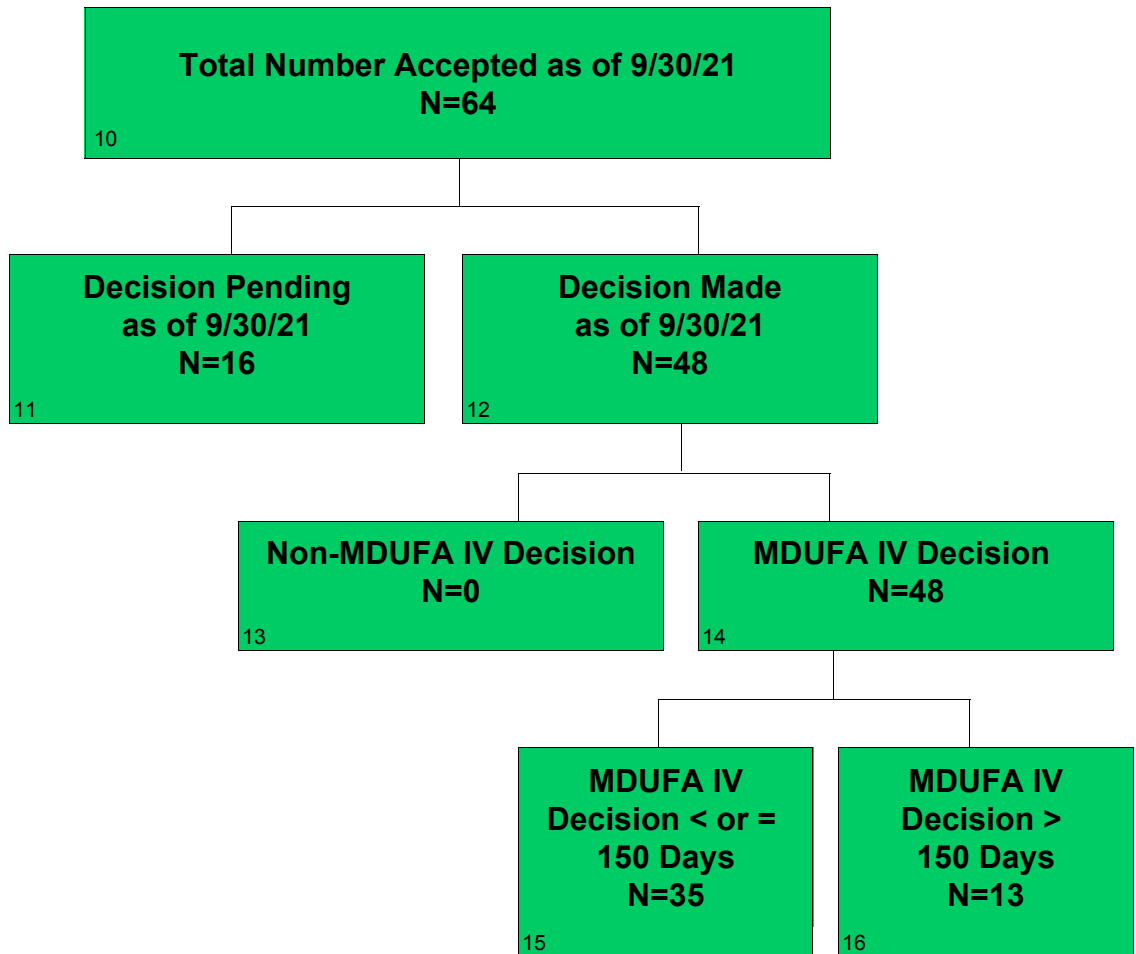 Total Number Accepted as of 9/30/21
N=64
10
Decision Pending
as of 9/30/21
N=16
11
Decision Made
as of 9/30/21
N=48
12
Non-MDUFA IV Decision
N=0
13
MDUFA IV Decision
N=48
14
MDUFA IV
Decision < or =
150 Days
N=35
15
MDUFA IV
Decision >
150 Days
N=13
16